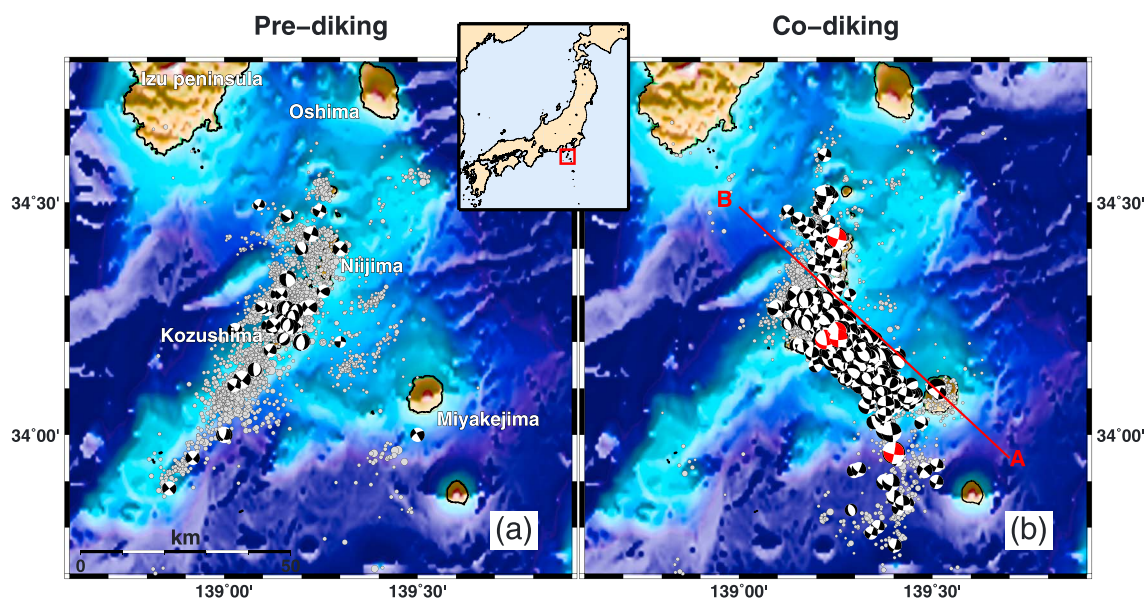 Pre–diking
Co–diking
Izu peninsula
Oshima
B
34˚30'
34˚30'
Niijima
Kozushima
Miyakejima
34˚00'
34˚00'
A
km
0
50
(a)
(b)
139˚00'
139˚30'
139˚00'
139˚30'